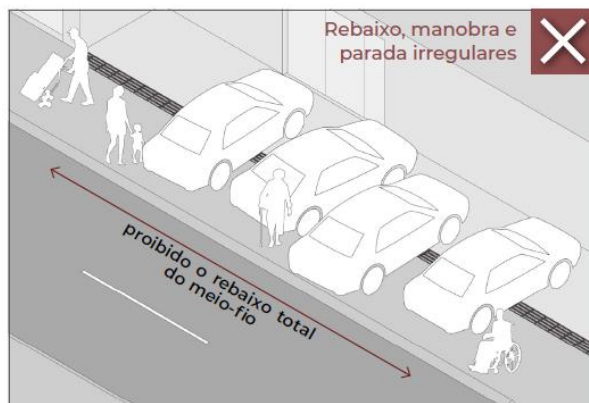 Rebaixo, manobra e
parada irregulares
proibido o rebaixo total
do meio-fio